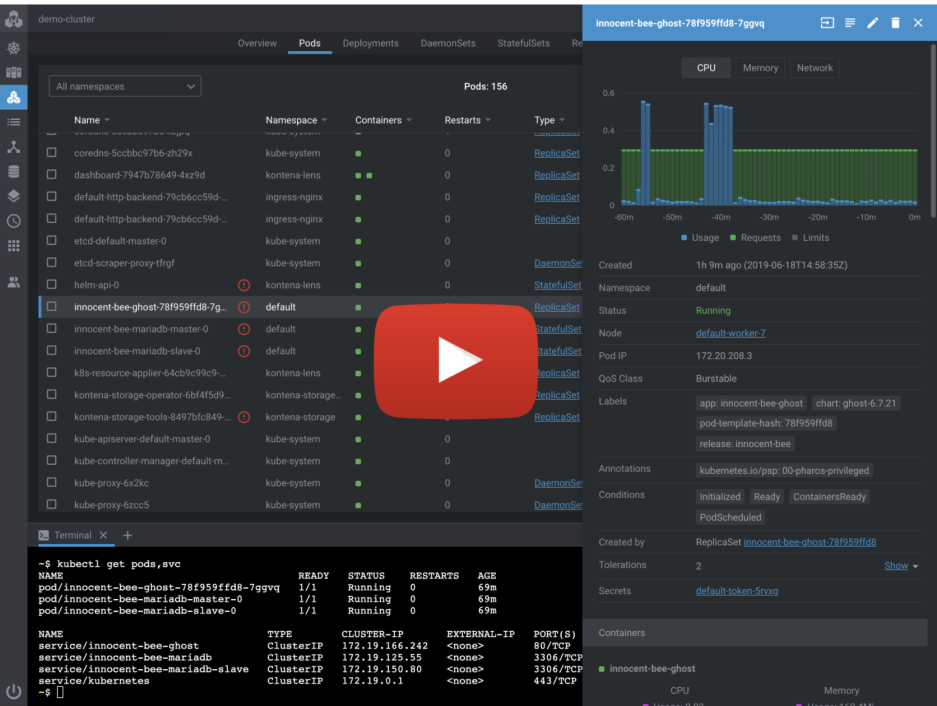 demo-cluster
Overview Pods Deployments DaemonSets StatefulSets Re
All namespaces
Pods: 156
Name Namespace Containers Restarts Type
coredns-5ccbbc97b6-zh29x kube-system 0 ReplicaSet
dashboard-7947b78649-4xz9d kontena-lens 0 ReplicaSet
default-http-backend-79cb6cc59d-... ingress-nginx 0 ReplicaSet
default-http-backend-79cb6cc59d-... ingress-nginx 0 ReplicaSet
etcd-default-master-0 kube-system 0
etcd-scraper-proxy-tfrgf kube-system 0 DaemonSet
helm-api-0 kontena-lens 0 StatefulSet
innocent-bee-ghost-78f959ffd8-7g... default ReplicaSet
innocent-bee-mariadb-master-0 default StatefulSet
innocent-bee-mariadb-slave-0 default StatefulSet
k8s-resource-applier-64cb9c99c9-... kontena-lens ReplicaSet
kontena-storage-operator-6bf4f5d9... kontena-storage... ReplicaSet
kontena-storage-tools-8497bfc849-... kontena-storage ReplicaSet
kube-apiserver-default-master-0 kube-system 0
kube-controller-manager-default-m... kube-system 0
kube-proxy-6x2kc kube-system 0 DaemonSet
kube-proxy-6zcc5 kube-system 0 DaemonSet
Terminal
~$ kubectl get pods,svc
NAME READY STATUS RESTARTS AGE
pod/innocent-bee-ghost-78f959ffd8-7ggvq 1/1 Running 0 69m
pod/innocent-bee-mariadb-master-0 1/1 Running 0 69m
pod/innocent-bee-mariadb-slave-0 1/1 Running 0 69m
NAME TYPE CLUSTER-IP EXTERNAL-IP PORT(S)
service/innocent-bee-ghost ClusterIP 172.19.166.242 <none> 80/TCP
service/innocent-bee-mariadb ClusterIP 172.19.125.55 <none> 3306/TCP
service/innocent-bee-mariadb-slave ClusterIP 172.19.150.80 <none> 3306/TCP
service/kubernetes ClusterIP 172.19.0.1 <none> 443/TCP
~$
innocent-bee-ghost-78f959ffd8-7ggvq
CPU Memory Network
0.6
0.4
0.2
0
-60m -50m -40m -30m -20m -10m 0m
Usage Requests Limits
Created 1h 9m ago (2019-06-18T14:58:35Z)
Namespace default
Status Running
Node default-worker-7
Pod IP 172.20.208.3
QoS Class Burstable
Labels app: innocent-bee-ghost chart: ghost-6.7.21
pod-template-hash: 78f959ffd8
release: innocent-bee
Annotations kubernetes.io/psp: 00-pharos-privileged
Conditions Initialized Ready ContainersReady
PodScheduled
Created by ReplicaSet innocent-bee-ghost-78f959ffd8
Tolerations 2 Show
Secrets default-token-5rvxg
Containers
innocent-bee-ghost
CPU Memory